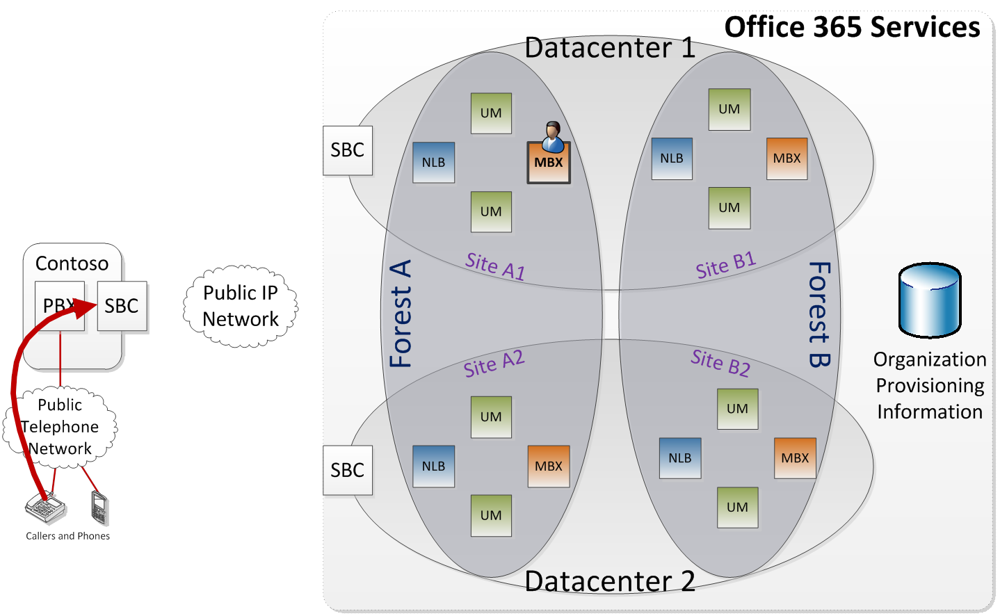 Office 365 Services
Datacenter 1
UM
UM
SBC
NLB
MBX
NLB
MBX
UM
UM
Site A1
Site B1
Contoso
PBX
SBC
Public IP
Network
Forest A
Forest B
Organization
Provisioning
Information
Site A2
Site B2
Public
Telephone
Network
UM
UM
SBC
NLB
MBX
NLB
MBX
UM
UM
Callers and Phones
Datacenter 2